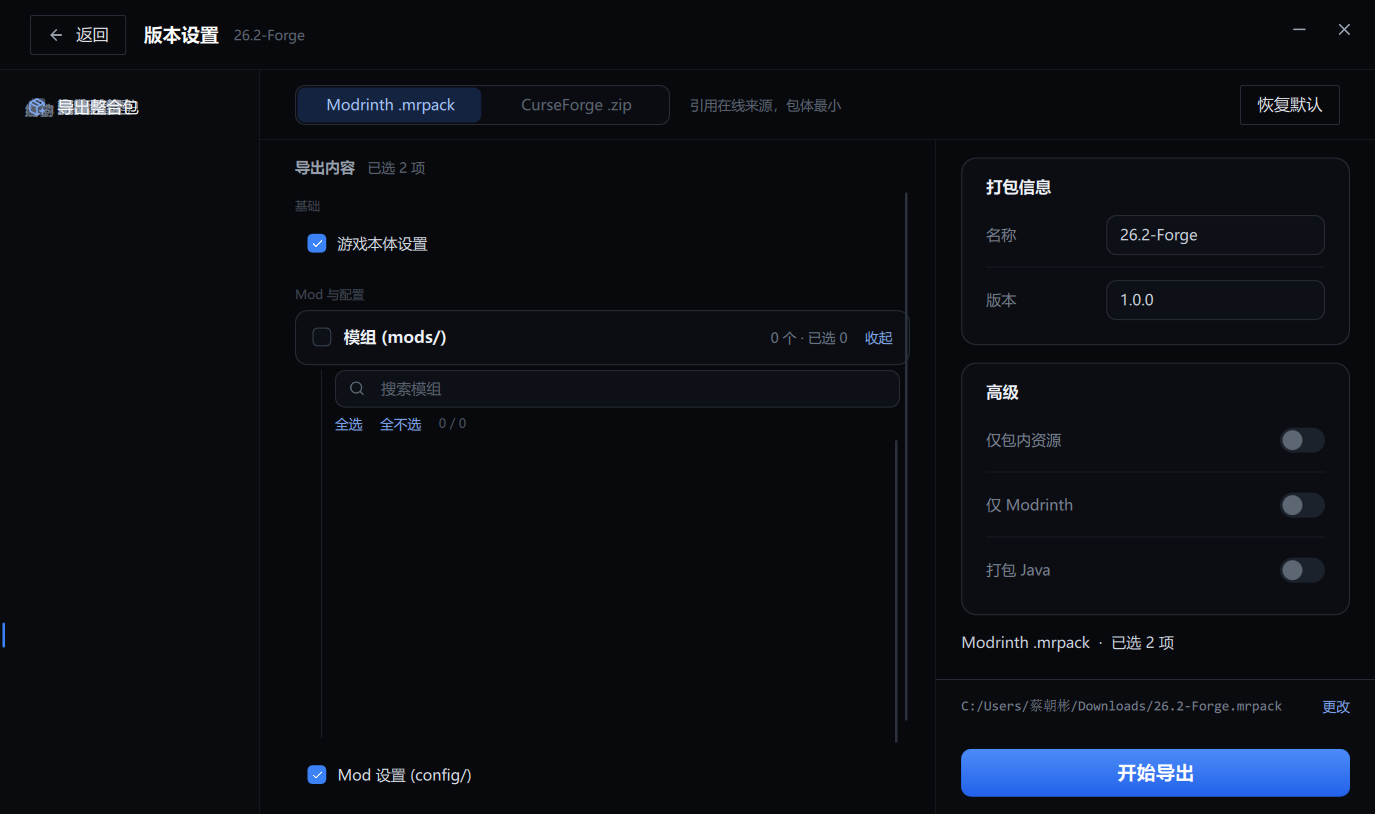 返回
版本设置 26.2-Forge
导出整合包
Modrinth .mrpack
CurseForge .zip
引用在线来源，包体最小
恢复默认
导出内容 已选 2 项
基础
游戏本体设置
Mod 与配置
模组 (mods/)
0 个 · 已选 0
收起
搜索模组
全选 全不选 0 / 0
Mod 设置 (config/)
打包信息
名称 26.2-Forge
版本 1.0.0
高级
仅包内资源
仅 Modrinth
打包 Java
Modrinth .mrpack · 已选 2 项
C:/Users/蔡朝彬/Downloads/26.2-Forge.mrpack 更改
开始导出